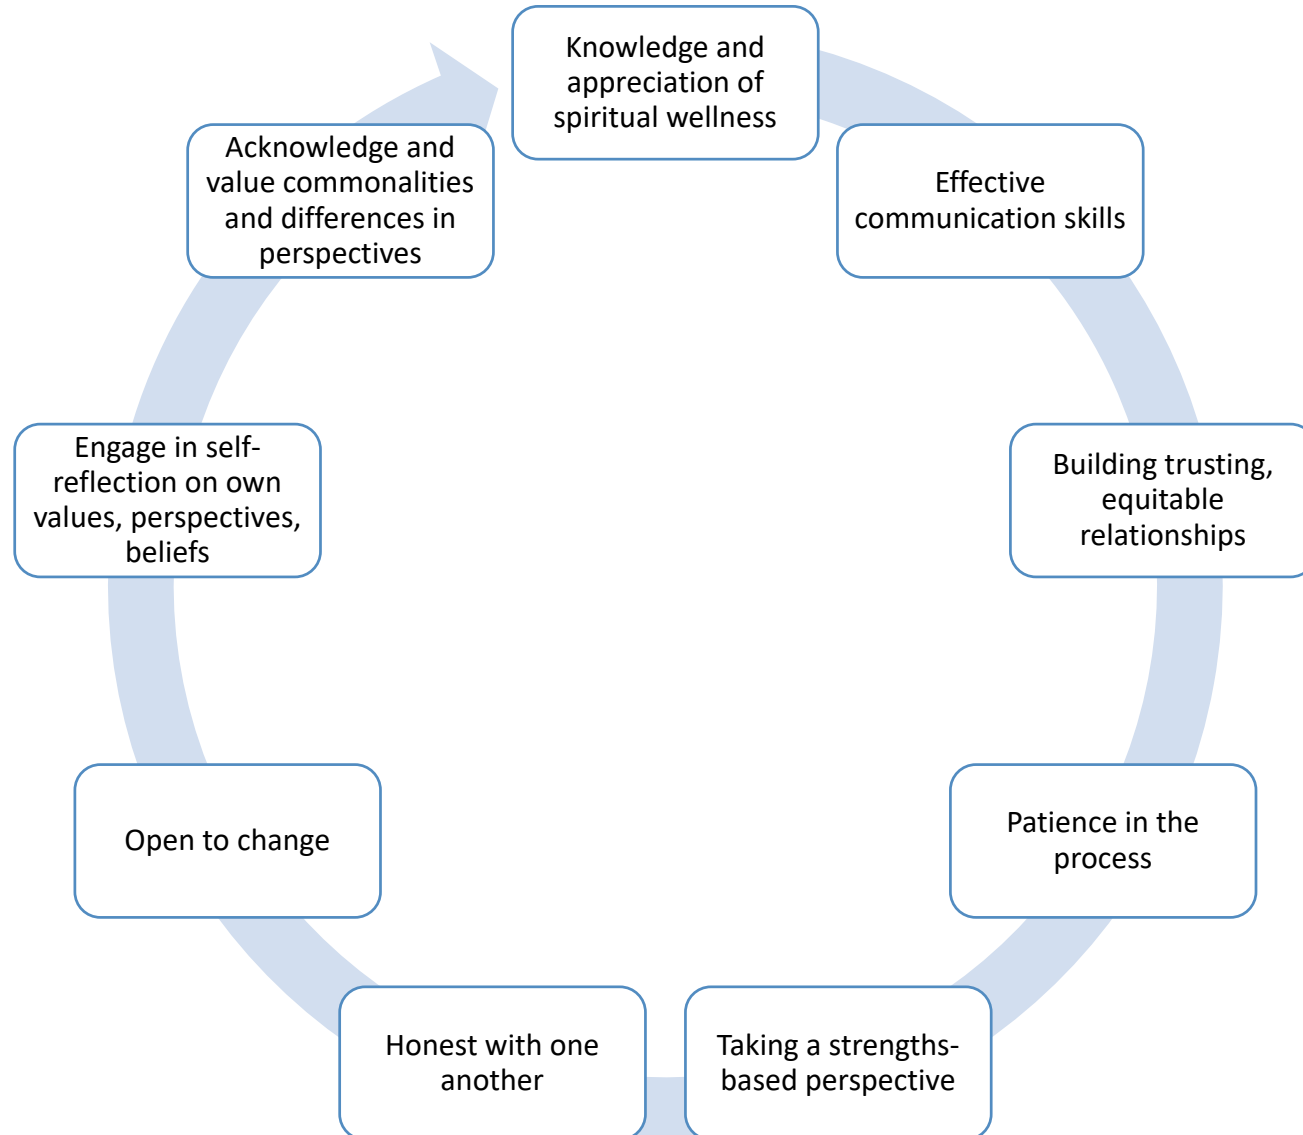 Knowledge and
appreciation of
spiritual wellness
Effective
communication skills
Building trusting,
equitable
relationships
Patience in the
process
Taking a strengths-
based perspective
Honest with one
another
Open to change
Engage in self-
reflection on own
values, perspectives,
beliefs
Acknowledge and
value commonalities
and differences in
perspectives